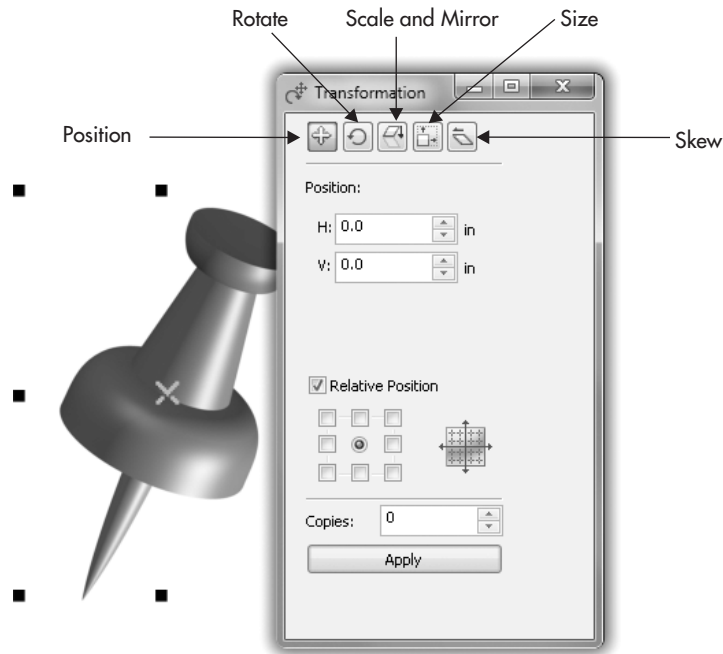 Rotate Scale and Mirror Size
Transformation
Position
Skew
Position:
H: 0.0 in
V: 0.0 in
Relative Position
Copies: 0
Apply